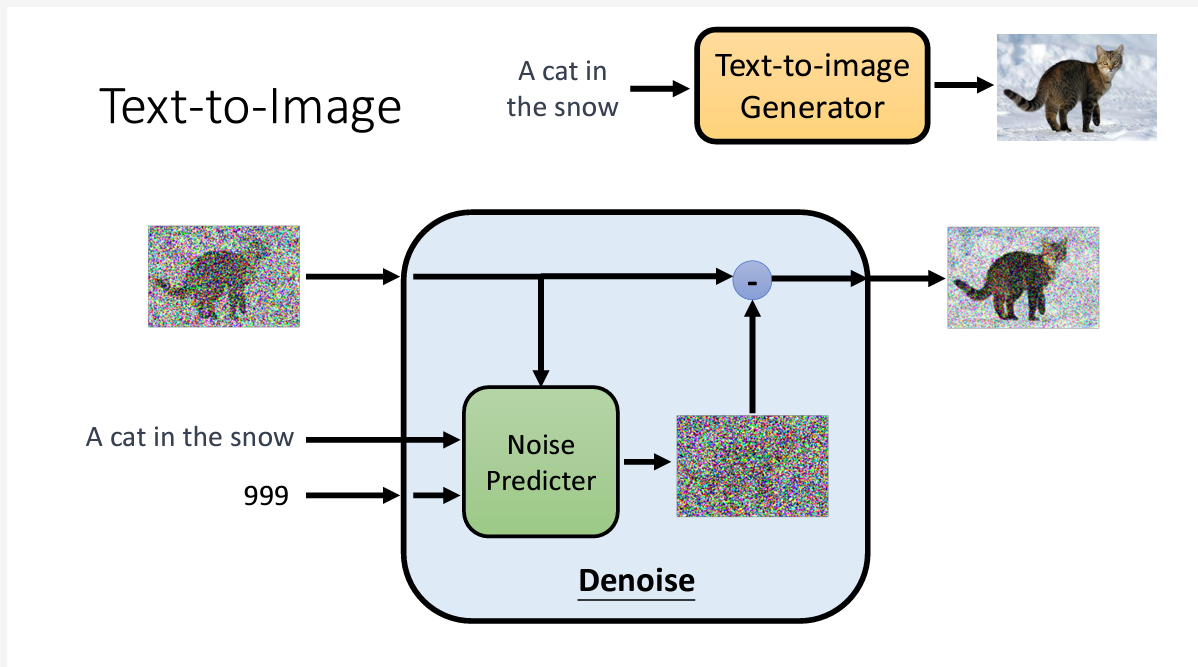 Text-to-Image
A cat in
the snow
Text-to-image
Generator
-
A cat in the snow
999
Noise
Predicter
Denoise